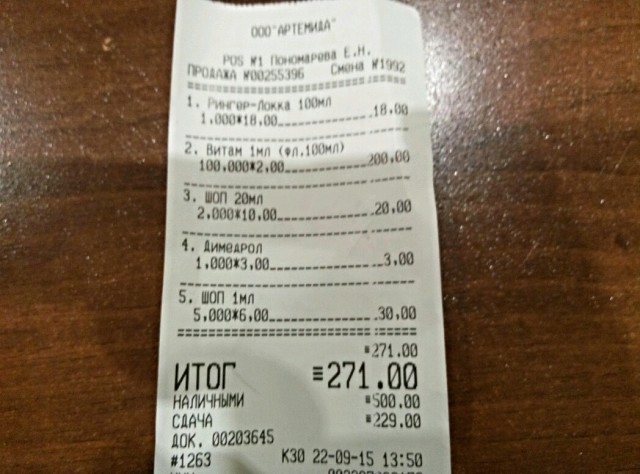 ООО"АРТЕМИДА"
POS №1 Пономарева Е.Н.
ПРОДАЖА №00255396 Смена №1992
1. Рингер-Локка 100мл
1,000*18,00 18,00
2. Витам 1мл (фл.100мл)
100,000*2,00 200,00
3. ШОП 20мл
2,000*10,00 20,00
4. Димедрол
1,000*3,00 3,00
5. ШОП 1мл
5,000*6,00 30,00
≡271.00
ИТОГ ≡271.00
НАЛИЧНЫМИ ≡500.00
СДАЧА ≡229.00
ДОК. 00203645
#1263 К30 22-09-15 13:50